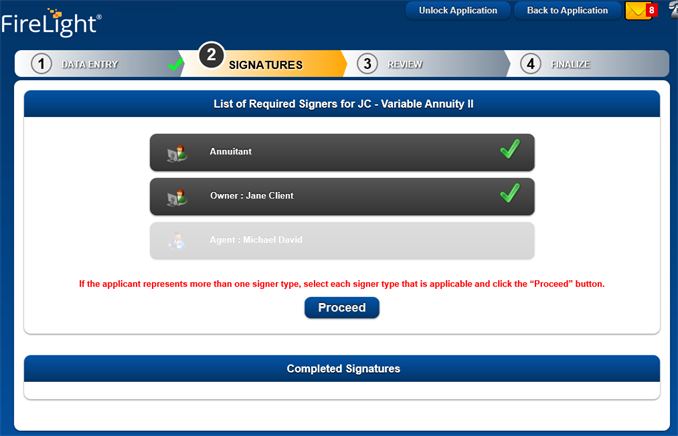 Unlock Application
Back to Application
8
FireLight®
1 DATA ENTRY
2 SIGNATURES
3 REVIEW
4 FINALIZE
List of Required Signers for JC - Variable Annuity II
Annuitant
Owner : Jane Client
Agent : Michael David
If the applicant represents more than one signer type, select each signer type that is applicable and click the “Proceed” button.
Proceed
Completed Signatures